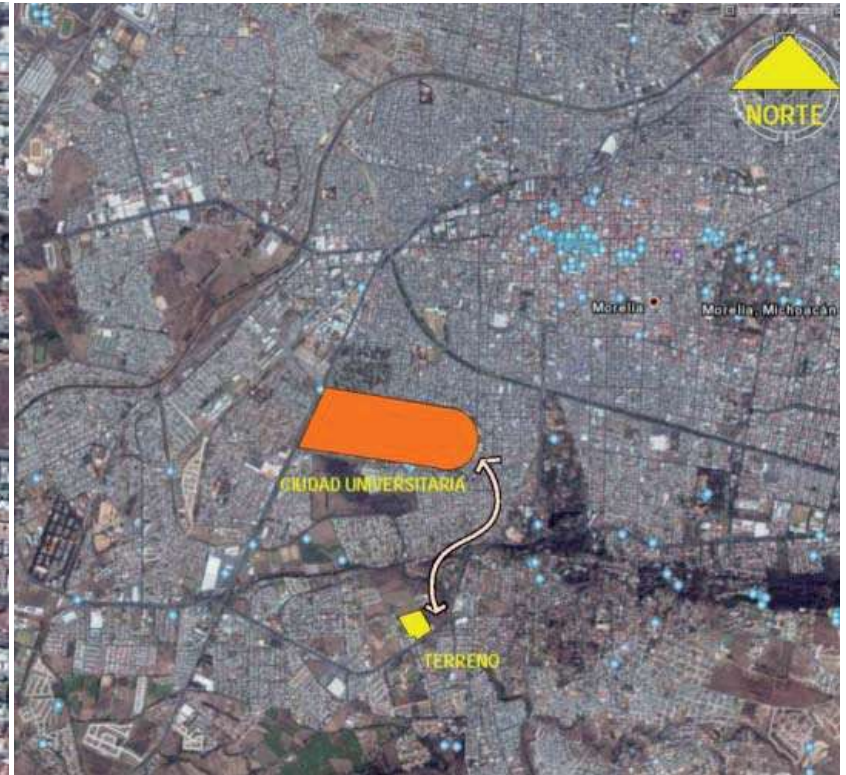 NORTE
Morelia
Morelia, Michoacán
CIUDAD UNIVERSITARIA
TERRENO